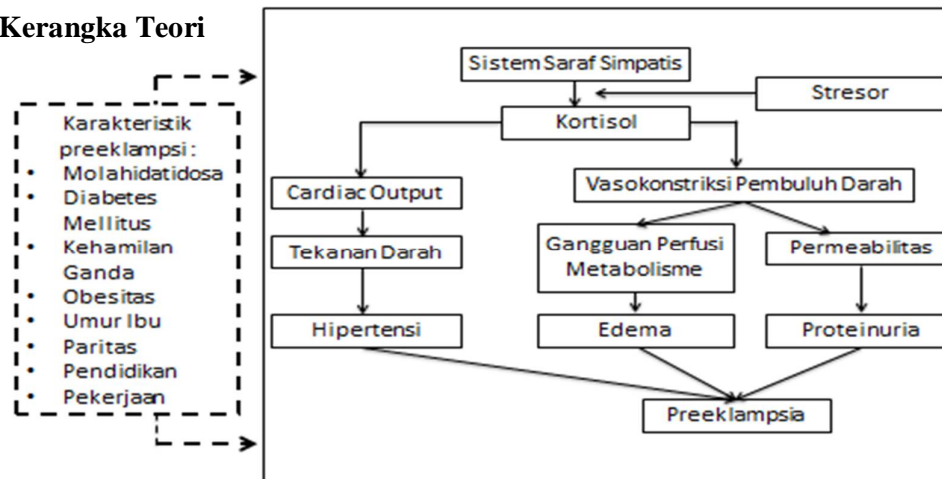 Kerangka Teori
Karakteristik
preeklampsi :
• Molahidatidosa
• Diabetes
Mellitus
• Kehamilan
Ganda
• Obesitas
• Umur Ibu
• Paritas
• Pendidikan
• Pekerjaan
Sistem Saraf Simpatis
Stresor
Kortisol
Cardiac Output
Vasokonstriksi Pembuluh Darah
Tekanan Darah
Gangguan Perfusi
Metabolisme
Permeabilitas
Hipertensi
Edema
Proteinuria
Preeklampsia